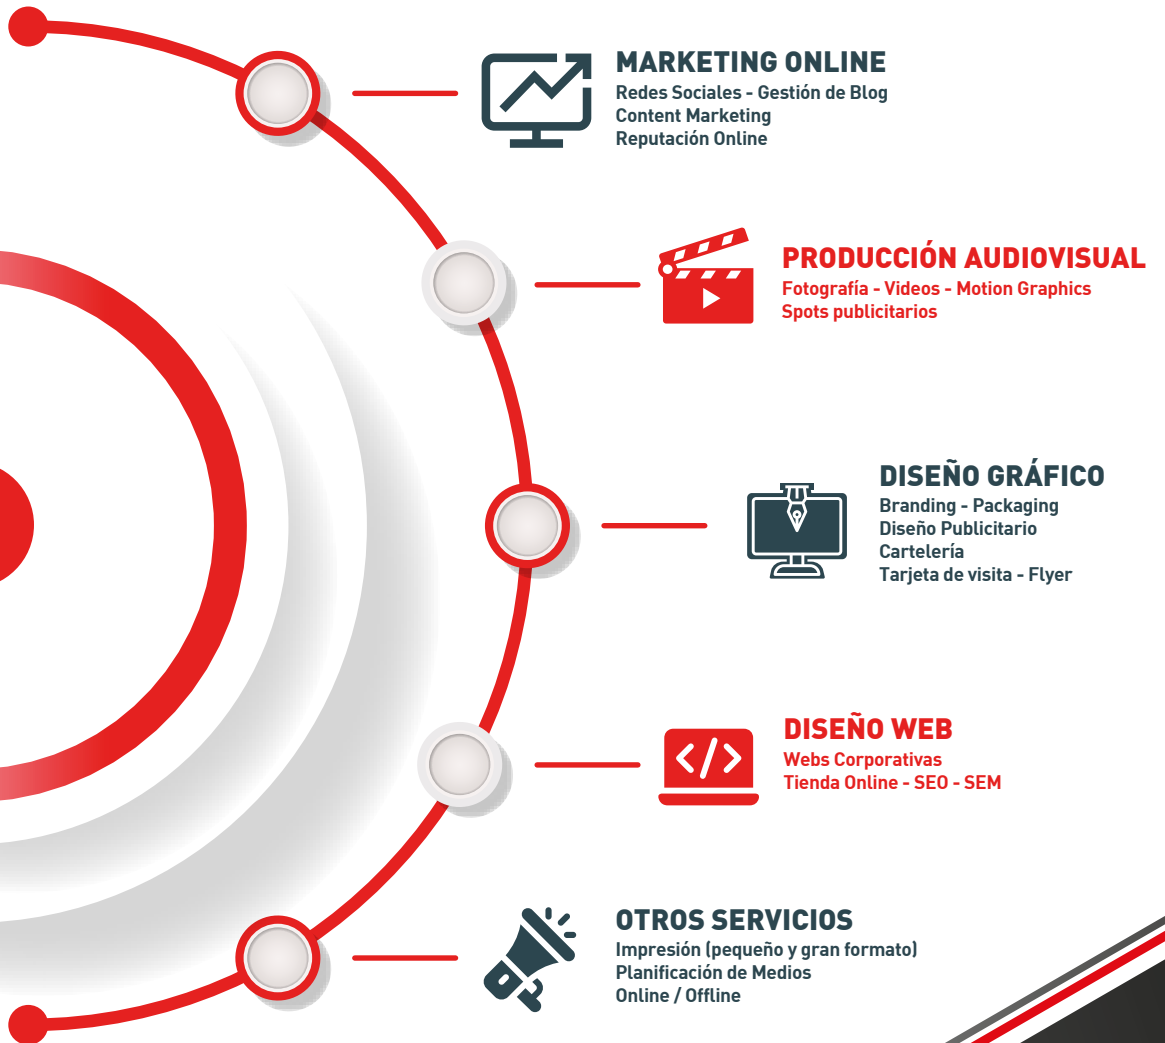 MARKETING ONLINE
Redes Sociales - Gestión de Blog
Content Marketing
Reputación Online
PRODUCCIÓN AUDIOVISUAL
Fotografía - Videos - Motion Graphics
Spots publicitarios
DISEÑO GRÁFICO
Branding - Packaging
Diseño Publicitario
Cartelería
Tarjeta de visita - Flyer
DISEÑO WEB
Webs Corporativas
Tienda Online - SEO - SEM
OTROS SERVICIOS
Impresión (pequeño y gran formato)
Planificación de Medios
Online / Offline